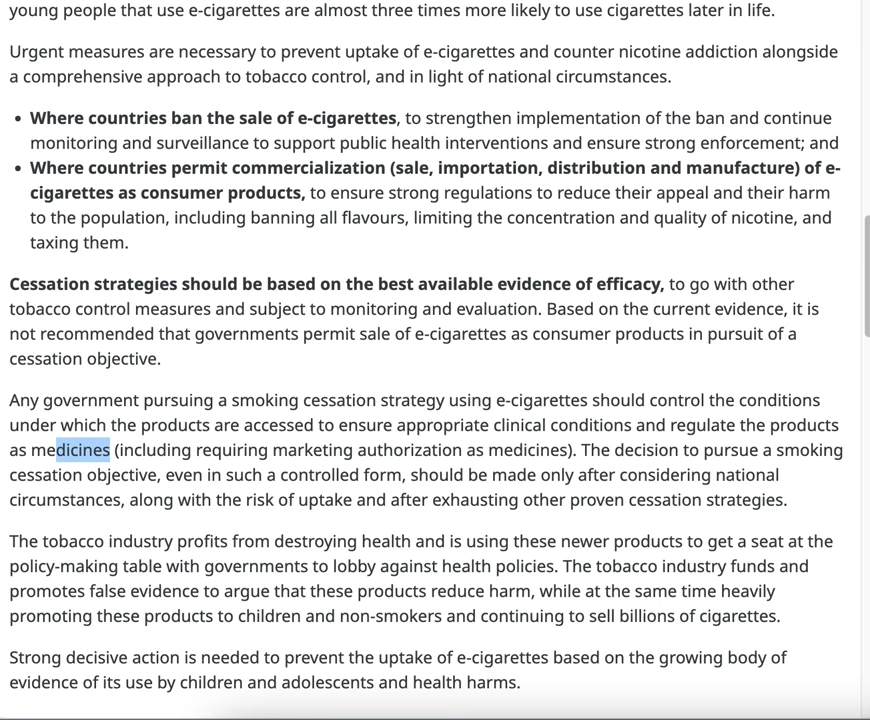 young people that use e-cigarettes are almost three times more likely to use cigarettes later in life.
Urgent measures are necessary to prevent uptake of e-cigarettes and counter nicotine addiction alongside
a comprehensive approach to tobacco control, and in light of national circumstances.
• Where countries ban the sale of e-cigarettes, to strengthen implementation of the ban and continue
monitoring and surveillance to support public health interventions and ensure strong enforcement; and
• Where countries permit commercialization (sale, importation, distribution and manufacture) of e-
cigarettes as consumer products, to ensure strong regulations to reduce their appeal and their harm
to the population, including banning all flavours, limiting the concentration and quality of nicotine, and
taxing them.
Cessation strategies should be based on the best available evidence of efficacy, to go with other
tobacco control measures and subject to monitoring and evaluation. Based on the current evidence, it is
not recommended that governments permit sale of e-cigarettes as consumer products in pursuit of a
cessation objective.
Any government pursuing a smoking cessation strategy using e-cigarettes should control the conditions
under which the products are accessed to ensure appropriate clinical conditions and regulate the products
as medicines (including requiring marketing authorization as medicines). The decision to pursue a smoking
cessation objective, even in such a controlled form, should be made only after considering national
circumstances, along with the risk of uptake and after exhausting other proven cessation strategies.
The tobacco industry profits from destroying health and is using these newer products to get a seat at the
policy-making table with governments to lobby against health policies. The tobacco industry funds and
promotes false evidence to argue that these products reduce harm, while at the same time heavily
promoting these products to children and non-smokers and continuing to sell billions of cigarettes.
Strong decisive action is needed to prevent the uptake of e-cigarettes based on the growing body of
evidence of its use by children and adolescents and health harms.